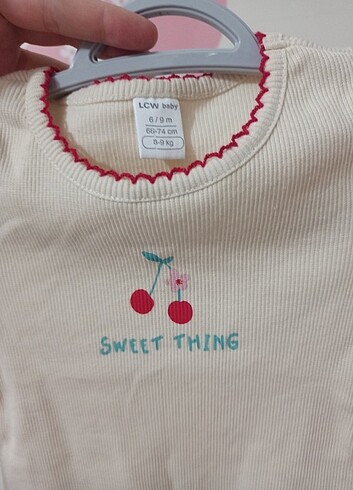 LCW baby
6 / 9 m
68-74 cm
8-9 kg
SWEET THING